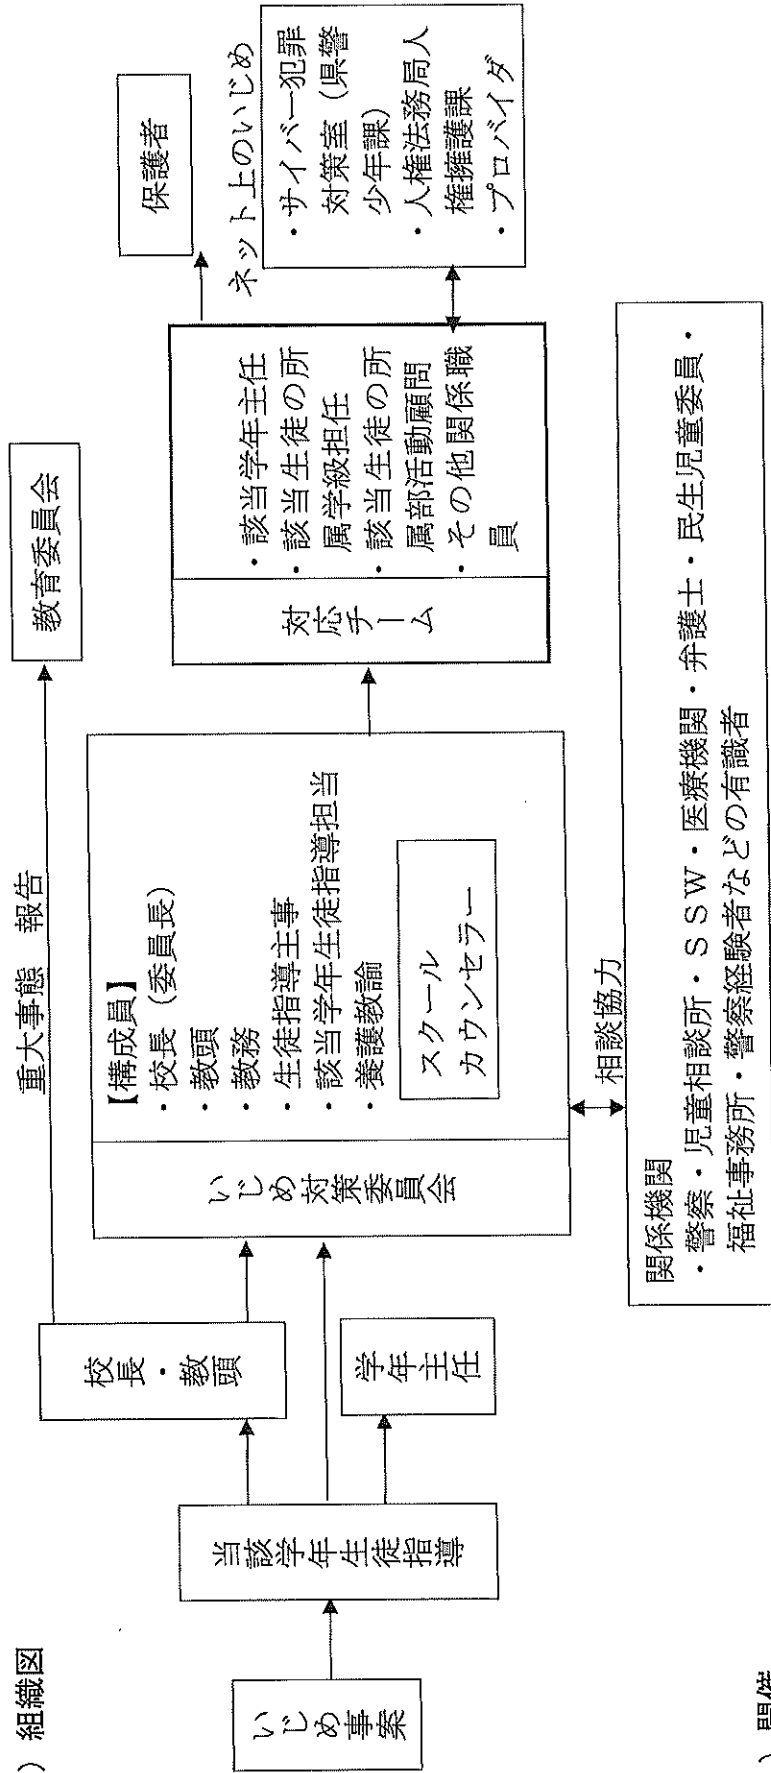 ）組織図
いじめ事案
当該学年生徒指導
校長・教頭
学年主任
重大事態　報告
教育委員会
いじめ対策委員会
【構成員】
・校長（委員長）
・教頭
・教務
・生徒指導主事
・該当学年生徒指導担当
・養護教諭
スクール
カウンセラー
対応チーム
・該当学年主任
・該当生徒の所
属学級担任
・該当生徒の所
属部活動顧問
・その他関係職
員
保護者
ネット上のいじめ
・サイバー犯罪
対策室（県警
少年課）
・人権法務局人
権擁護課
・プロバイダ
相談協力
関係機関
・警察・児童相談所・ＳＳＷ・医療機関・弁護士・民生児童委員・
福祉事務所・警察経験者などの有識者
）開催